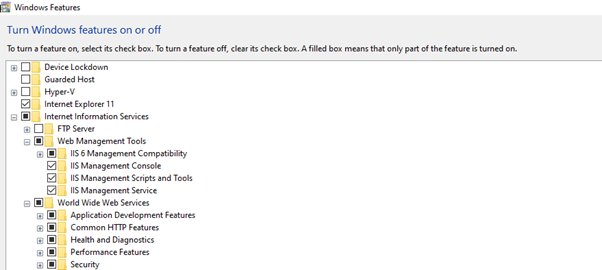 Windows Features
Turn Windows features on or off
To turn a feature on, select its check box. To turn a feature off, clear its check box. A filled box means that only part of the feature is turned on.
Device Lockdown
Guarded Host
Hyper-V
Internet Explorer 11
Internet Information Services
FTP Server
Web Management Tools
IIS 6 Management Compatibility
IIS Management Console
IIS Management Scripts and Tools
IIS Management Service
World Wide Web Services
Application Development Features
Common HTTP Features
Health and Diagnostics
Performance Features
Security